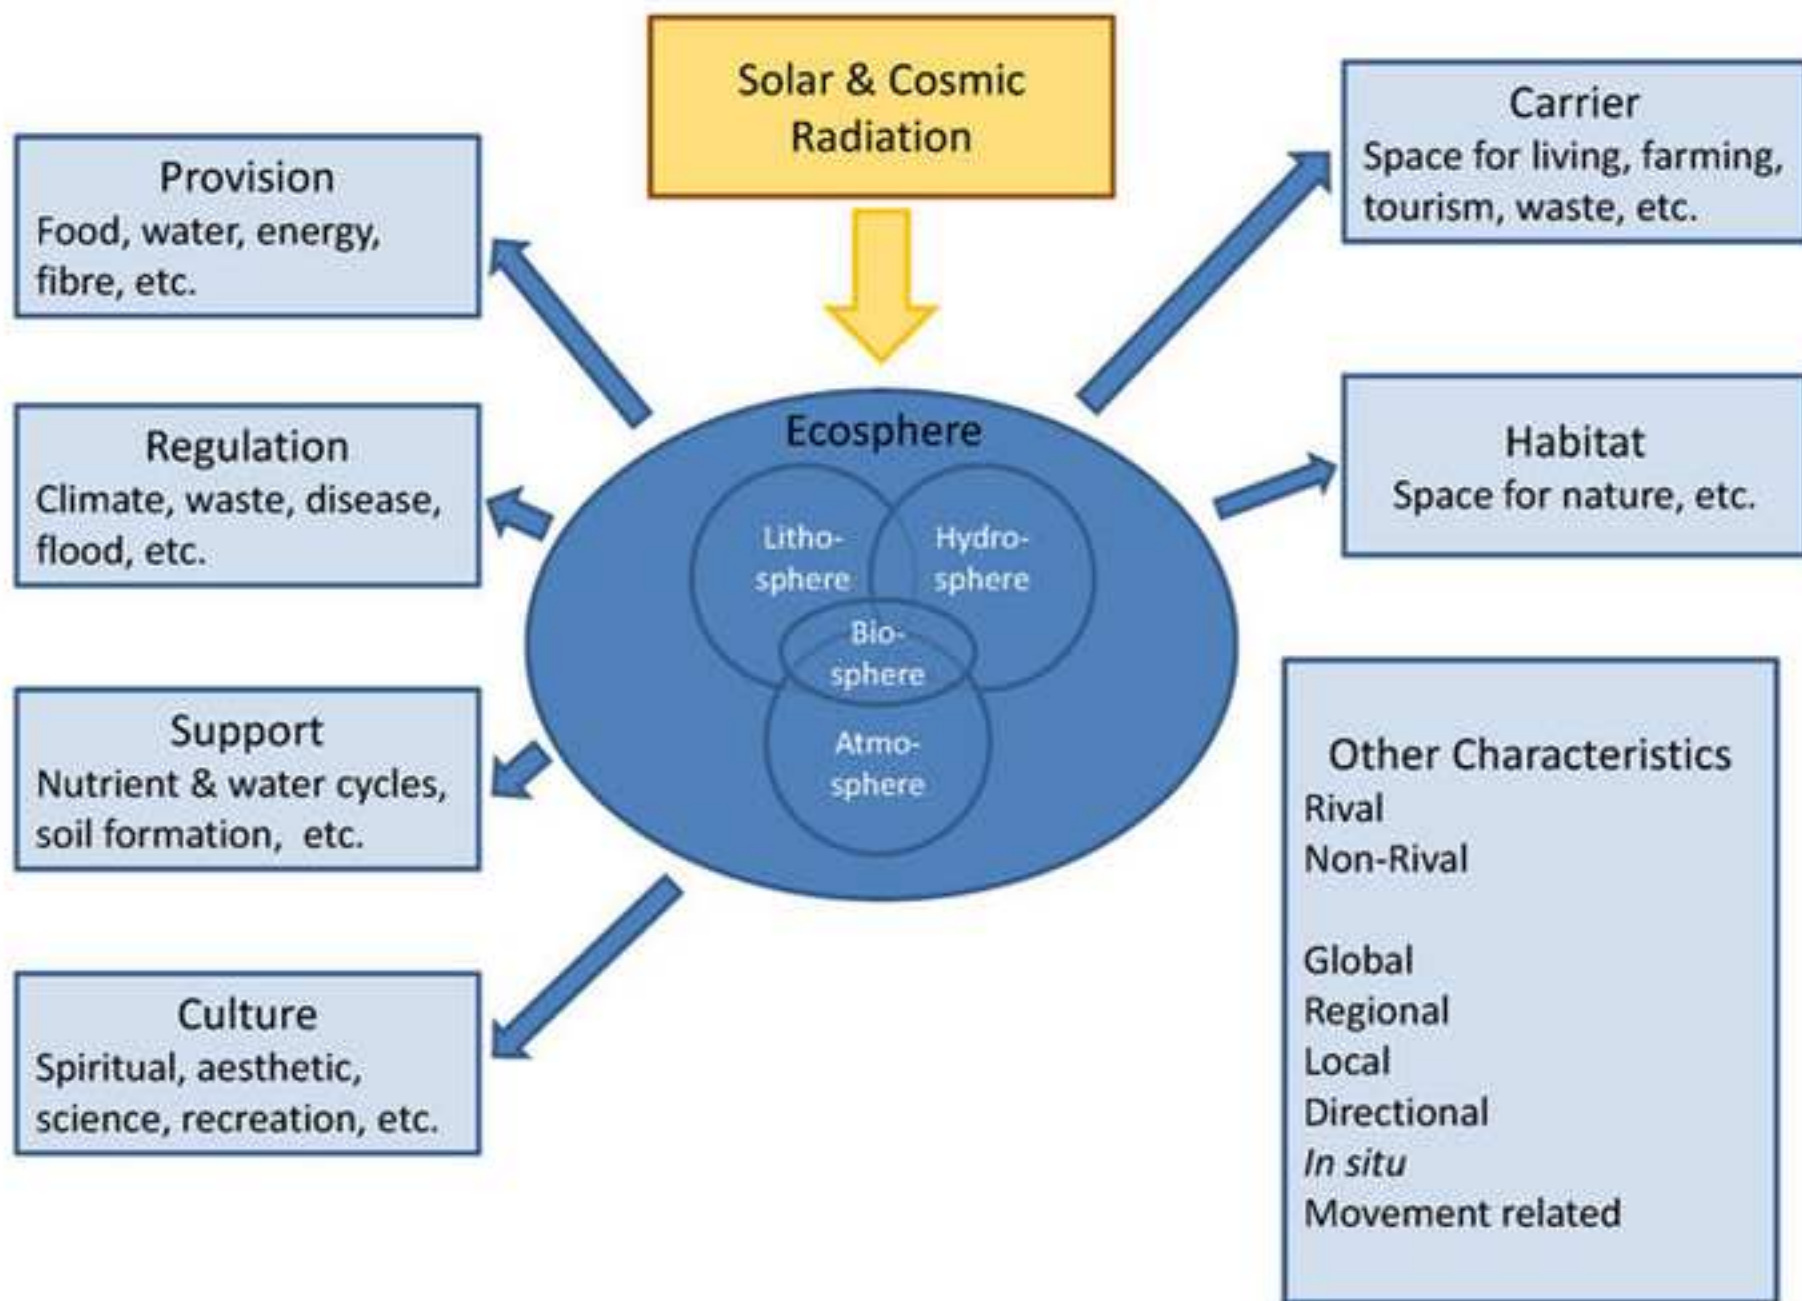 Solar & Cosmic
Radiation
Provision
Food, water, energy,
fibre, etc.
Regulation
Climate, waste, disease,
flood, etc.
Support
Nutrient & water cycles,
soil formation, etc.
Culture
Spiritual, aesthetic,
science, recreation, etc.
Ecosphere
Litho-
sphere
Hydro-
sphere
Bio-
sphere
Atmo-
sphere
Carrier
Space for living, farming,
tourism, waste, etc.
Habitat
Space for nature, etc.
Other Characteristics
Rival
Non-Rival
Global
Regional
Local
Directional
In situ
Movement related